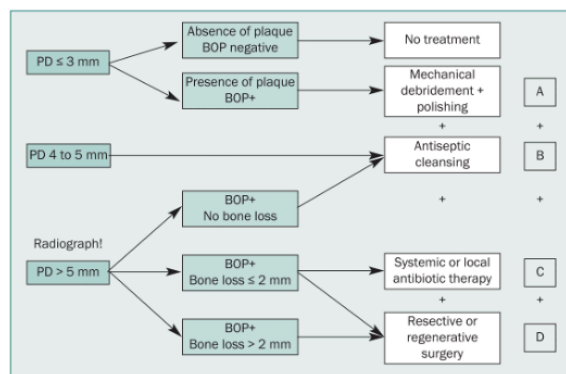 Absence of plaque
BOP negative
No treatment
PD ≤ 3 mm
Presence of plaque
BOP+
Mechanical
debridement +
polishing
A
+ +
PD 4 to 5 mm
Antiseptic
cleansing
B
BOP+
No bone loss
+ +
Radiograph!
PD > 5 mm
BOP+
Bone loss ≤ 2 mm
Systemic or local
antibiotic therapy
C
+ +
BOP+
Bone loss > 2 mm
Resective or
regenerative
surgery
D